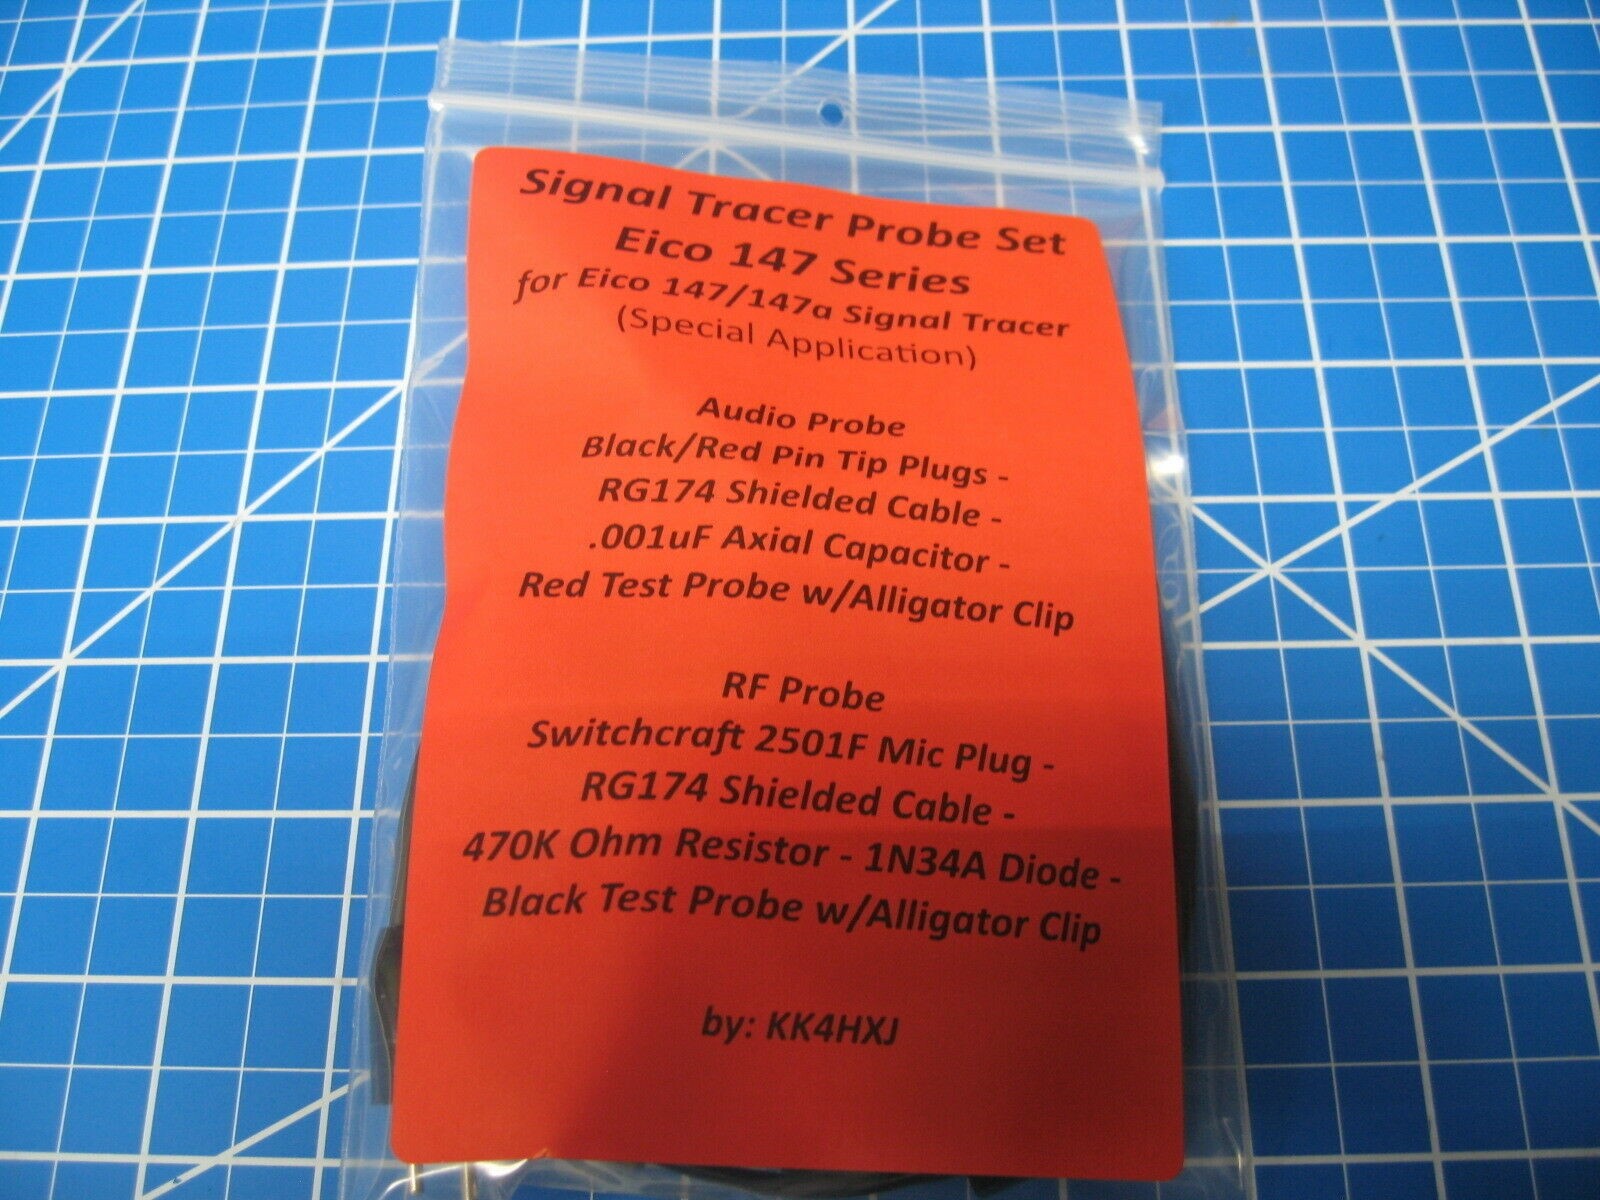 Signal Tracer Probe Set
Eico 147 Series
for Eico 147/147a Signal Tracer
(Special Application)
Audio Probe
Black/Red Pin Tip Plugs -
RG174 Shielded Cable -
.001uF Axial Capacitor -
Red Test Probe w/Alligator Clip
RF Probe
Switchcraft 2501F Mic Plug -
RG174 Shielded Cable -
470K Ohm Resistor - 1N34A Diode -
Black Test Probe w/Alligator Clip
by: KK4HXJ